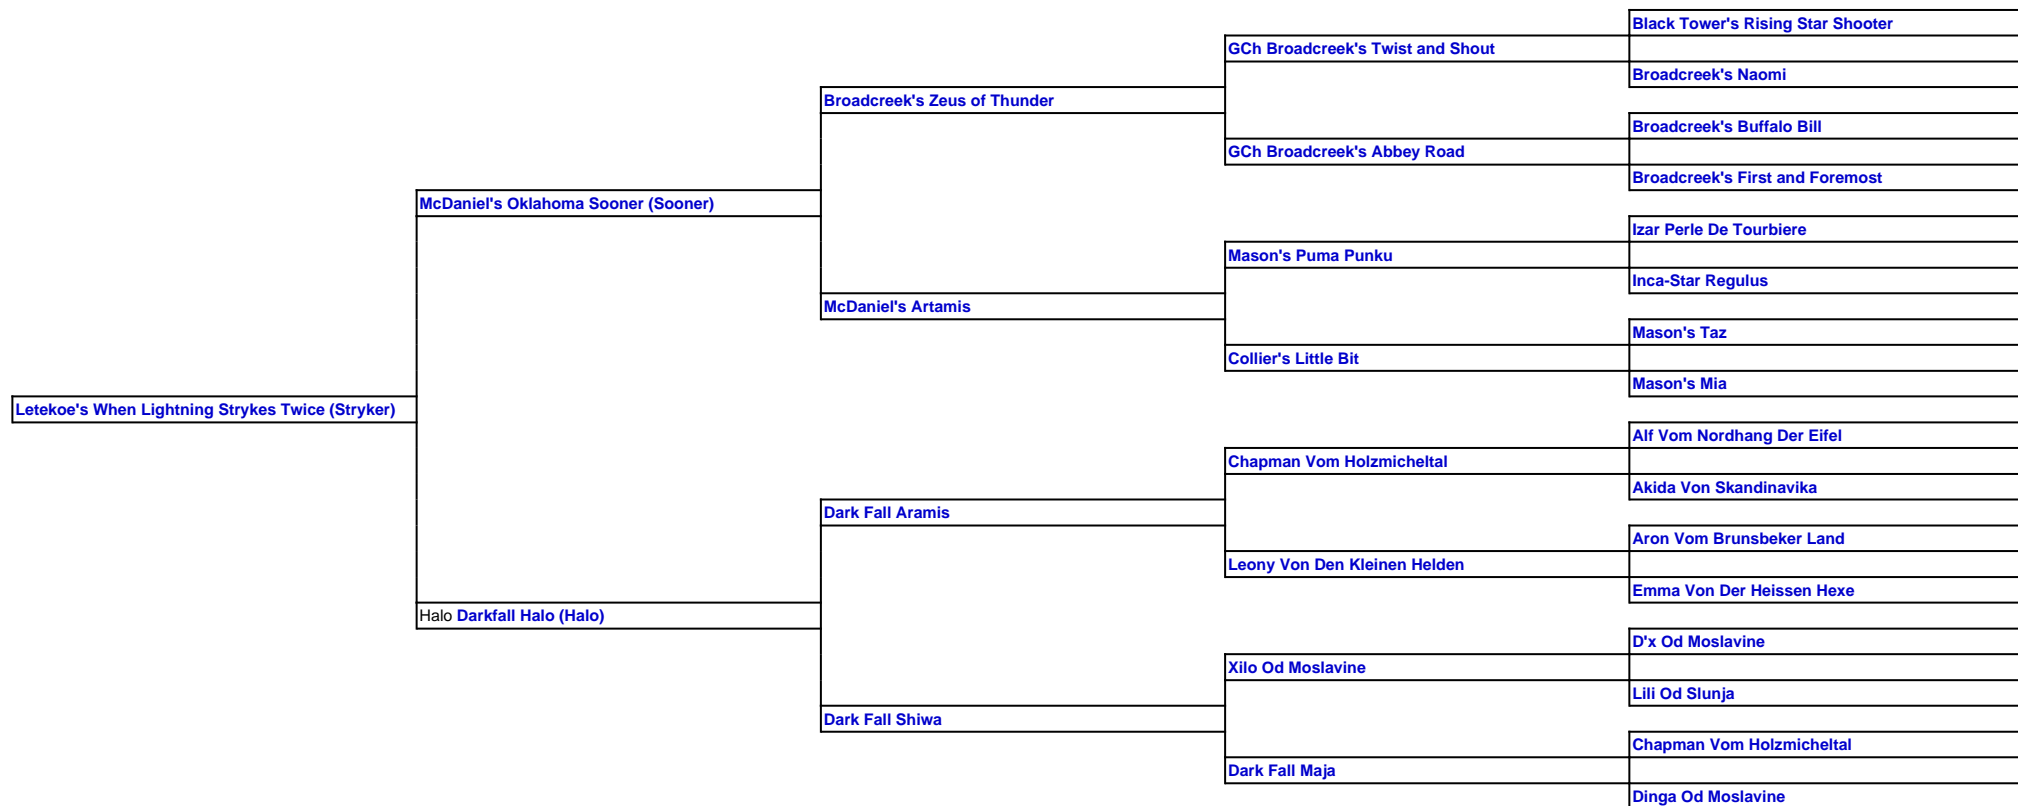 Black Tower's Rising Star Shooter
GCh Broadcreek's Twist and Shout
Broadcreek's Naomi
Broadcreek's Zeus of Thunder
Broadcreek's Buffalo Bill
GCh Broadcreek's Abbey Road
Broadcreek's First and Foremost
McDaniel's Oklahoma Sooner (Sooner)
Izar Perle De Tourbiere
Mason's Puma Punku
Inca-Star Regulus
McDaniel's Artamis
Mason's Taz
Collier's Little Bit
Mason's Mia
Letekoe's When Lightning Strykes Twice (Stryker)
Alf Vom Nordhang Der Eifel
Chapman Vom Holzmicheltal
Akida Von Skandinavika
Dark Fall Aramis
Aron Vom Brunsbeker Land
Leony Von Den Kleinen Helden
Emma Von Der Heissen Hexe
Halo Darkfall Halo (Halo)
D'x Od Moslavine
Xilo Od Moslavine
Lili Od Slunja
Dark Fall Shiwa
Chapman Vom Holzmicheltal
Dark Fall Maja
Dinga Od Moslavine